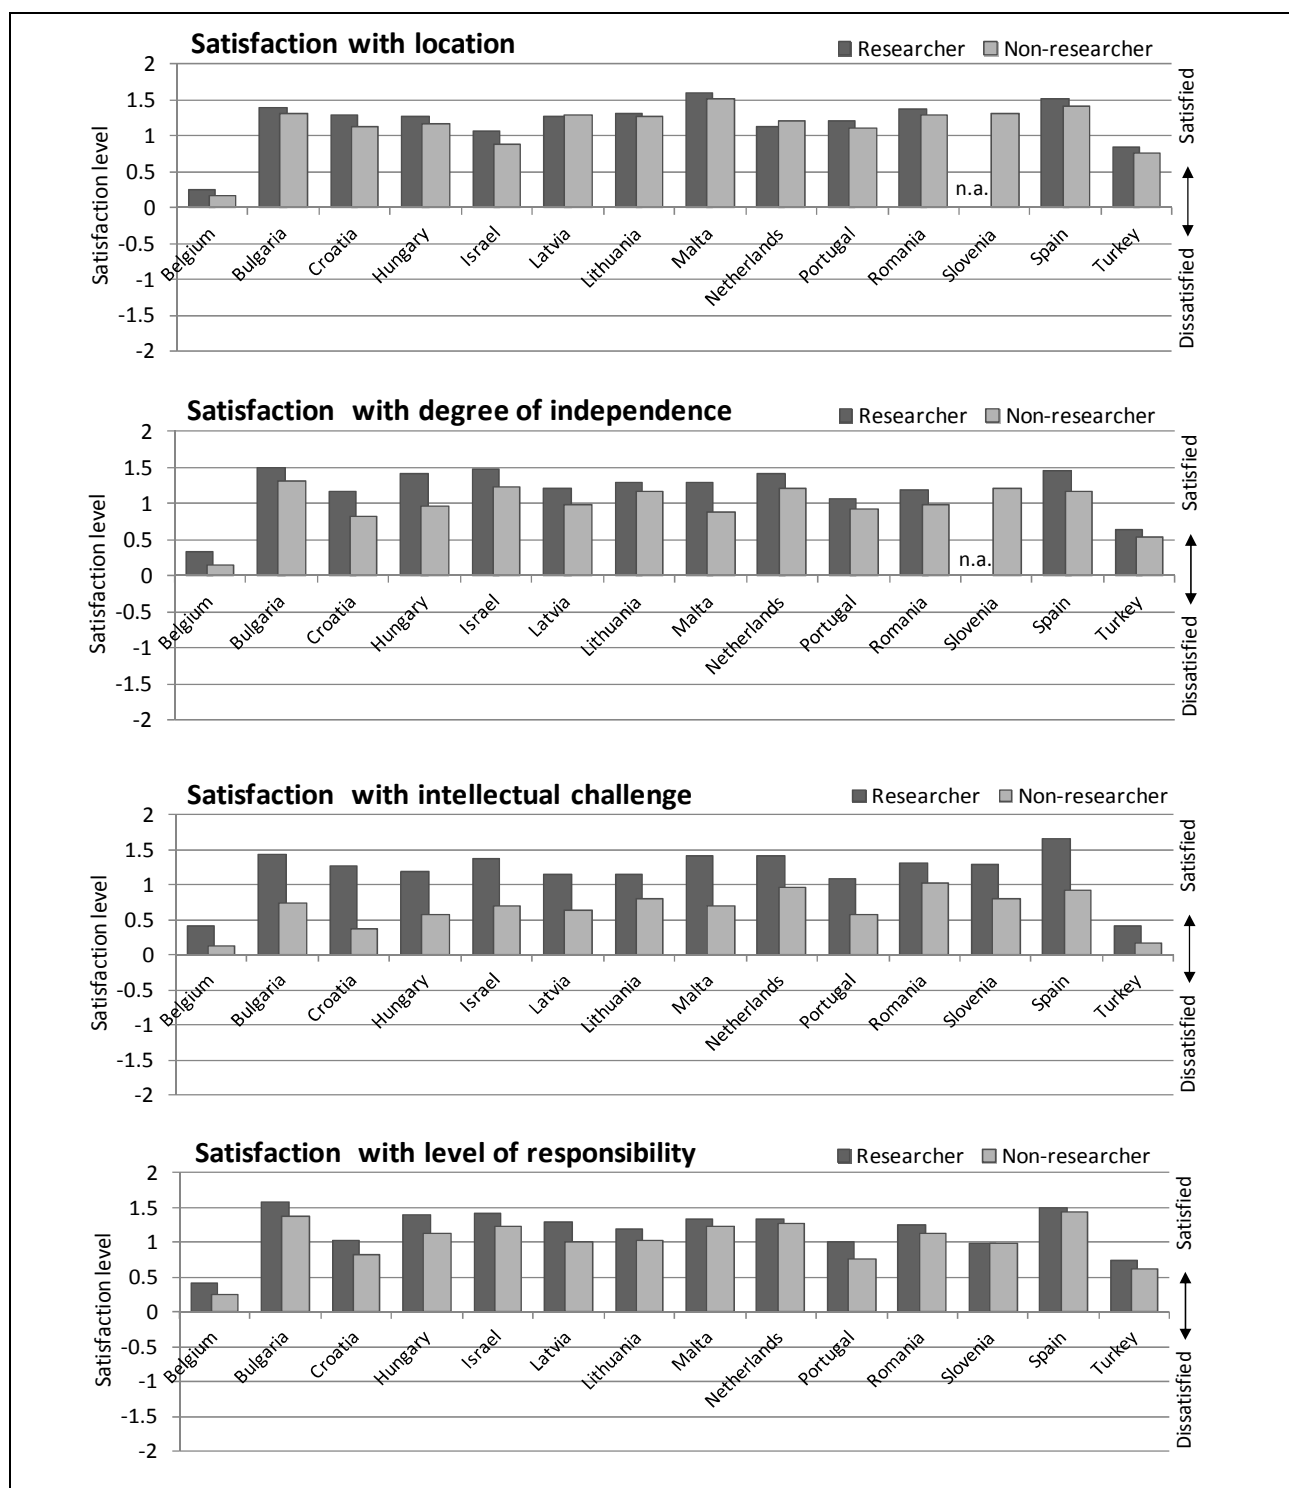 Satisfaction with location
Researcher Non-researcher
2
1.5
1
0.5
0
-0.5
-1
-1.5
-2
Satisfaction level
n.a.
Belgium
Bulgaria
Croatia
Hungary
Israel
Latvia
Lithuania
Malta
Netherlands
Portugal
Romania
Slovenia
Spain
Turkey
Satisfied
Dissatisfied
Satisfaction with degree of independence
Researcher Non-researcher
2
1.5
1
0.5
0
-0.5
-1
-1.5
-2
Satisfaction level
n.a.
Belgium
Bulgaria
Croatia
Hungary
Israel
Latvia
Lithuania
Malta
Netherlands
Portugal
Romania
Slovenia
Spain
Turkey
Satisfied
Dissatisfied
Satisfaction with intellectual challenge
Researcher Non-researcher
2
1.5
1
0.5
0
-0.5
-1
-1.5
-2
Satisfaction level
Belgium
Bulgaria
Croatia
Hungary
Israel
Latvia
Lithuania
Malta
Netherlands
Portugal
Romania
Slovenia
Spain
Turkey
Satisfied
Dissatisfied
Satisfaction with level of responsibility
Researcher Non-researcher
2
1.5
1
0.5
0
-0.5
-1
-1.5
-2
Satisfaction level
Belgium
Bulgaria
Croatia
Hungary
Israel
Latvia
Lithuania
Malta
Netherlands
Portugal
Romania
Slovenia
Spain
Turkey
Satisfied
Dissatisfied